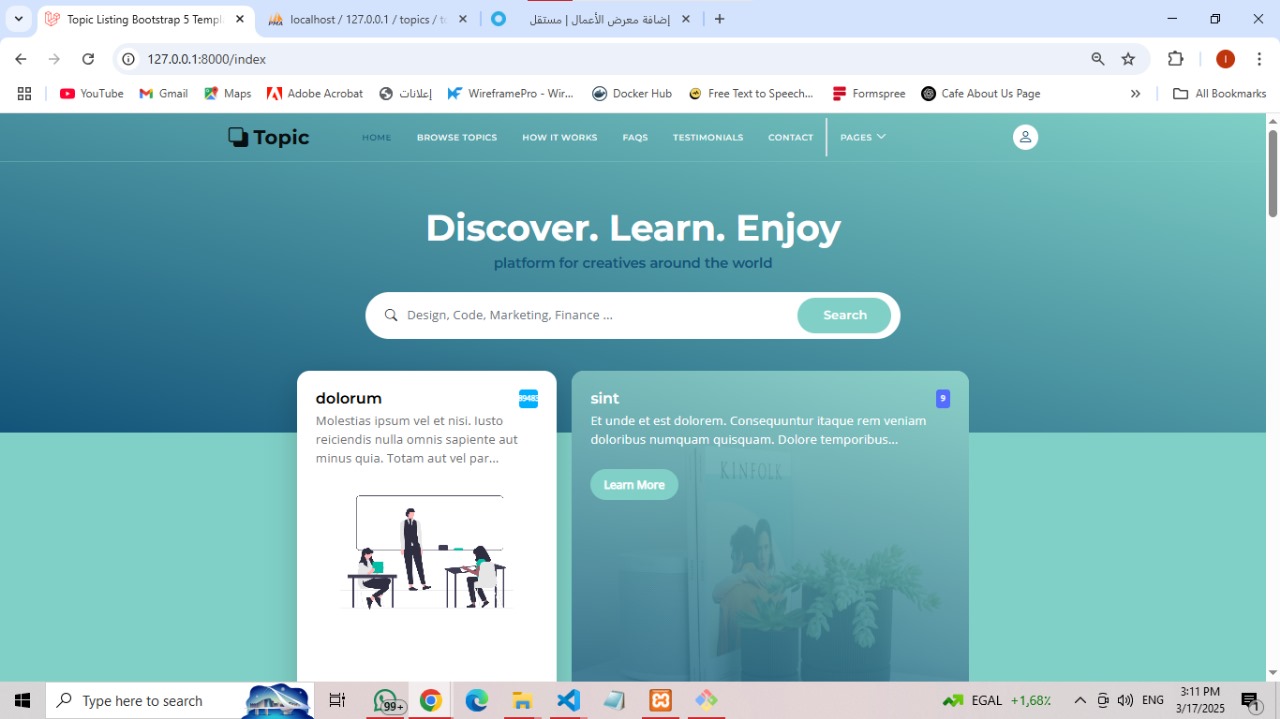 Topic Listing Bootstrap 5 Templ
localhost / 127.0.0.1 / topics / t
إضافة معرض الأعمال | مستقل
127.0.0.1:8000/index
I
YouTube
Gmail
Maps
Adobe Acrobat
إعلانات
WireframePro - Wir...
Docker Hub
Free Text to Speech...
Formspree
Cafe About Us Page
»
All Bookmarks
Topic
HOME
BROWSE TOPICS
HOW IT WORKS
FAQS
TESTIMONIALS
CONTACT
PAGES
Discover. Learn. Enjoy
platform for creatives around the world
Design, Code, Marketing, Finance ...
Search
dolorum
Molestias ipsum vel et nisi. Iusto
reiciendis nulla omnis sapiente aut
minus quia. Totam aut vel par...
sint
9
Et unde et est dolorem. Consequuntur itaque rem veniam
doloribus numquam quisquam. Dolore temporibus...
Learn More
KINFOLK
Type here to search
99+
EGAL +1,68%
ENG
3:11 PM
3/17/2025
1